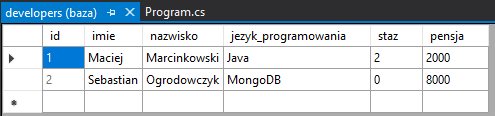 developers (baza) Program.cs
id imie nazwisko jezyk_programowania staz pensja
1 Maciej Marcinkowski Java 2 2000
2 Sebastian Ogrodowczyk MongoDB 0 8000